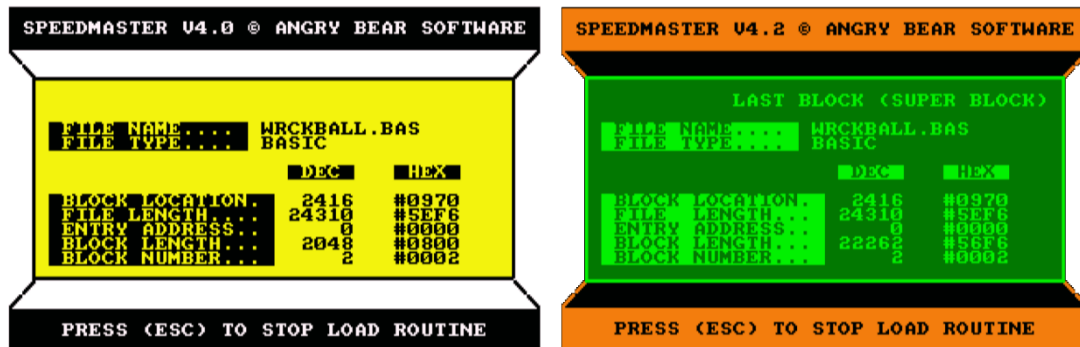 SPEEDMASTER V4.0 © ANGRY BEAR SOFTWARE
FILE NAME.... WRCKBALL.BAS
FILE TYPE.... BASIC
DEC HEX
BLOCK LOCATION. 2416 #0970
FILE LENGTH.... 24310 #5EF6
ENTRY ADDRESS.. 0 #0000
BLOCK LENGTH... 2048 #0800
BLOCK NUMBER... 2 #0002
PRESS (ESC) TO STOP LOAD ROUTINE
SPEEDMASTER V4.2 © ANGRY BEAR SOFTWARE
LAST BLOCK (SUPER BLOCK)
FILE NAME.... WRCKBALL.BAS
FILE TYPE.... BASIC
DEC HEX
BLOCK LOCATION. 2416 #0970
FILE LENGTH.... 24310 #5EF6
ENTRY ADDRESS.. 0 #0000
BLOCK LENGTH... 22262 #56F6
BLOCK NUMBER... 2 #0002
PRESS (ESC) TO STOP LOAD ROUTINE